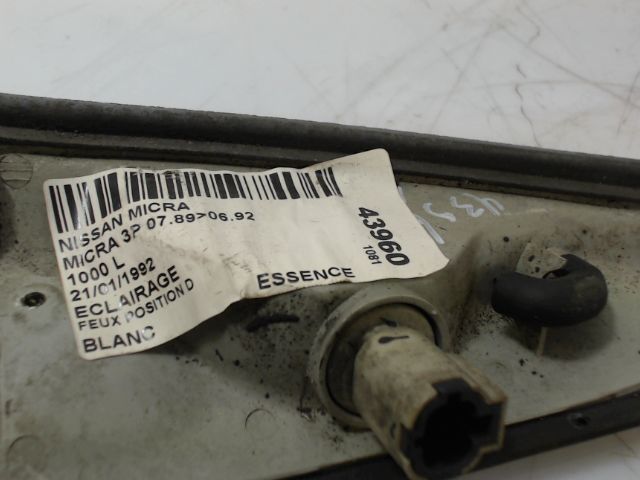 NISSAN MICRA
MICRA 3P 07.89>06.92
1000 L
21/01/1992
ECLAIRAGE
FEUX POSITION D
BLANC
ESSENCE
43960
1081